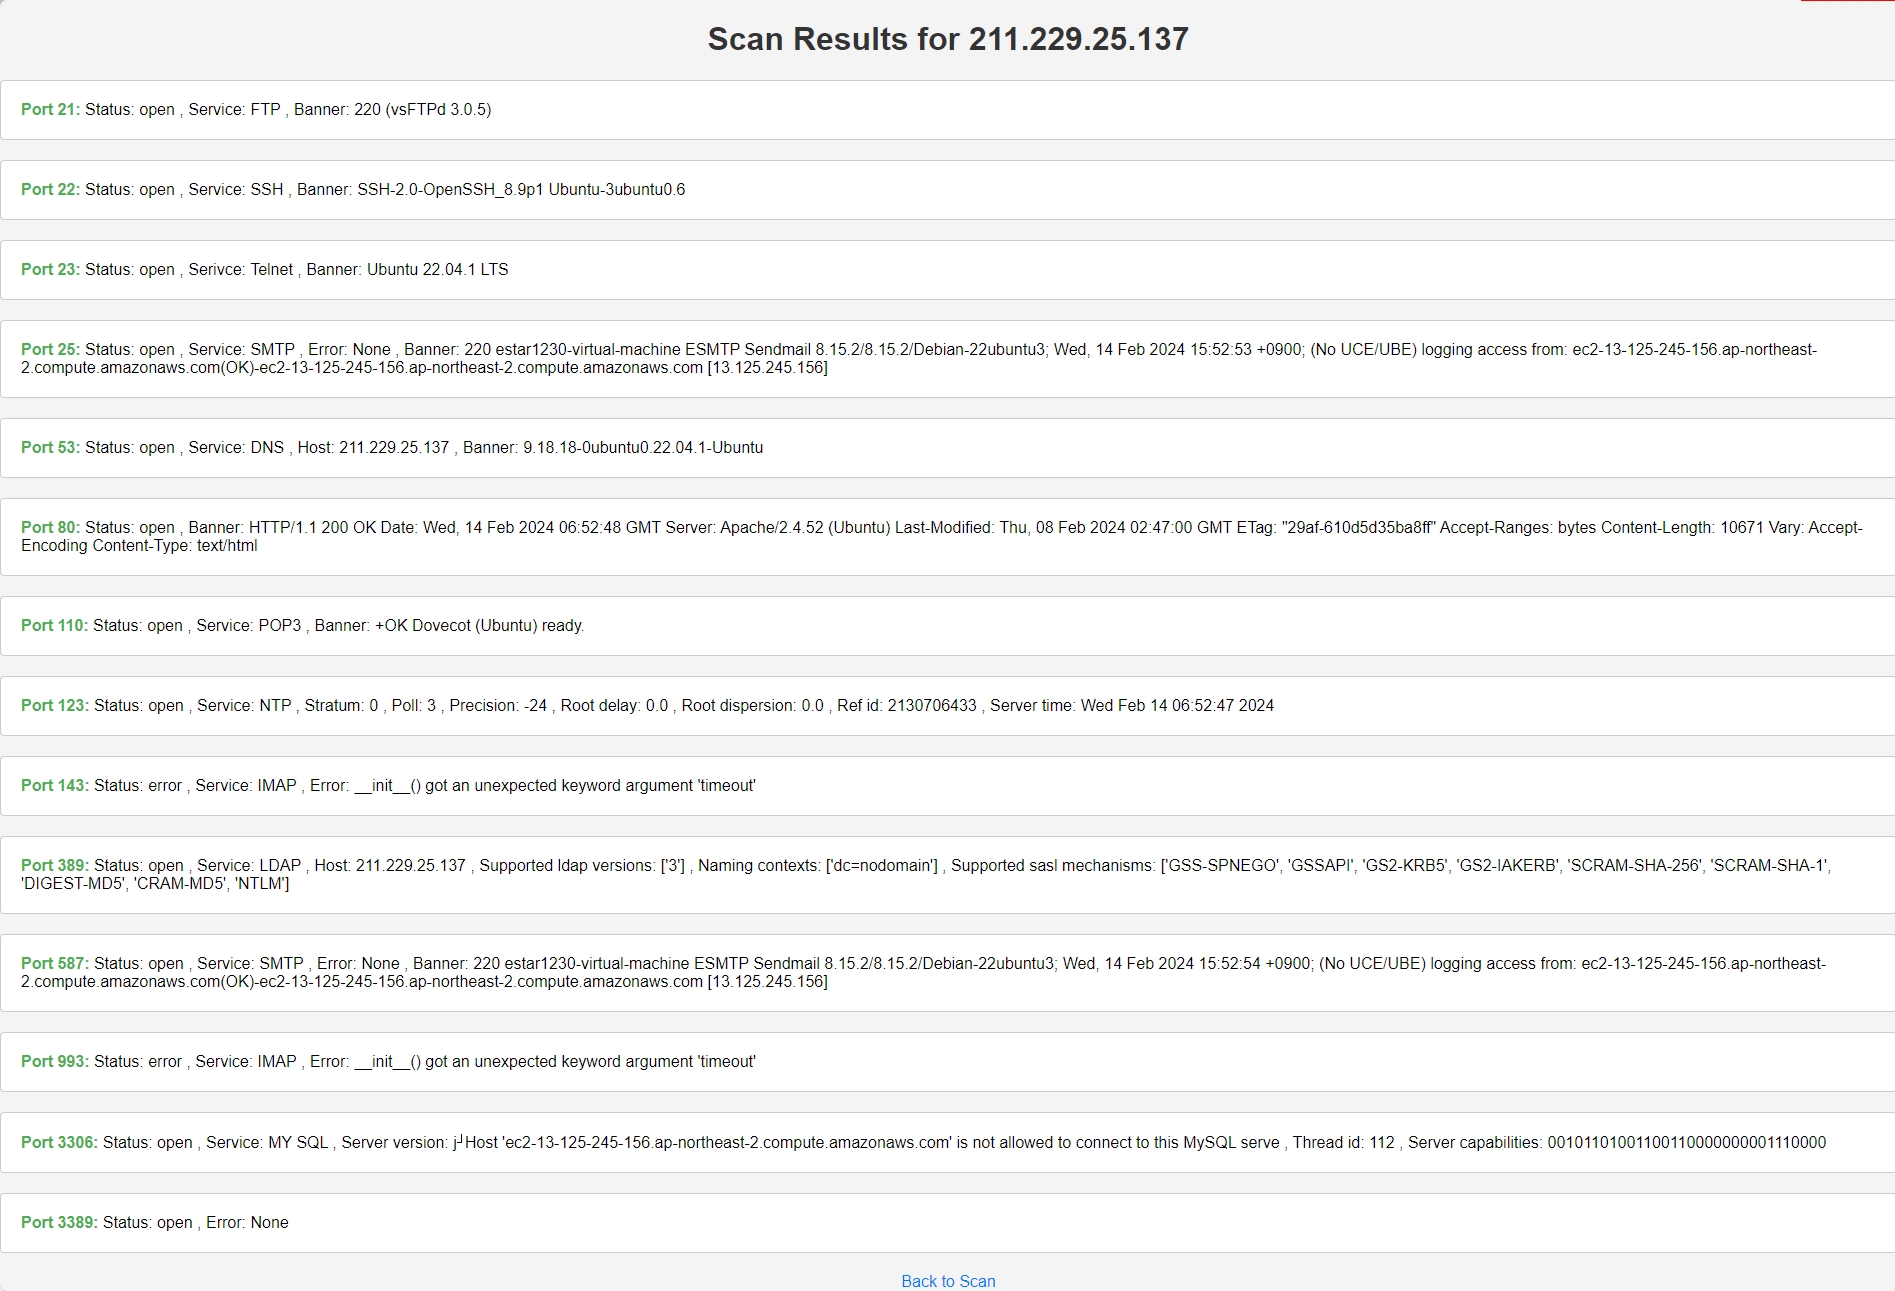 Scan Results for 211.229.25.137
Port 21: Status: open , Service: FTP , Banner: 220 (vsFTPd 3.0.5)
Port 22: Status: open , Service: SSH , Banner: SSH-2.0-OpenSSH_8.9p1 Ubuntu-3ubuntu0.6
Port 23: Status: open , Serivce: Telnet , Banner: Ubuntu 22.04.1 LTS
Port 25: Status: open , Service: SMTP , Error: None , Banner: 220 estar1230-virtual-machine ESMTP Sendmail 8.15.2/8.15.2/Debian-22ubuntu3; Wed, 14 Feb 2024 15:52:53 +0900; (No UCE/UBE) logging access from: ec2-13-125-245-156.ap-northeast-
2.compute.amazonaws.com(OK)-ec2-13-125-245-156.ap-northeast-2.compute.amazonaws.com [13.125.245.156]
Port 53: Status: open , Service: DNS , Host: 211.229.25.137 , Banner: 9.18.18-0ubuntu0.22.04.1-Ubuntu
Port 80: Status: open , Banner: HTTP/1.1 200 OK Date: Wed, 14 Feb 2024 06:52:48 GMT Server: Apache/2.4.52 (Ubuntu) Last-Modified: Thu, 08 Feb 2024 02:47:00 GMT ETag: "29af-610d5d35ba8ff" Accept-Ranges: bytes Content-Length: 10671 Vary: Accept-
Encoding Content-Type: text/html
Port 110: Status: open , Service: POP3 , Banner: +OK Dovecot (Ubuntu) ready.
Port 123: Status: open , Service: NTP , Stratum: 0 , Poll: 3 , Precision: -24 , Root delay: 0.0 , Root dispersion: 0.0 , Ref id: 2130706433 , Server time: Wed Feb 14 06:52:47 2024
Port 143: Status: error , Service: IMAP , Error: __init__() got an unexpected keyword argument 'timeout'
Port 389: Status: open , Service: LDAP , Host: 211.229.25.137 , Supported ldap versions: ['3'] , Naming contexts: ['dc=nodomain'] , Supported sasl mechanisms: ['GSS-SPNEGO', 'GSSAPI', 'GS2-KRB5', 'GS2-IAKERB', 'SCRAM-SHA-256', 'SCRAM-SHA-1',
'DIGEST-MD5', 'CRAM-MD5', 'NTLM']
Port 587: Status: open , Service: SMTP , Error: None , Banner: 220 estar1230-virtual-machine ESMTP Sendmail 8.15.2/8.15.2/Debian-22ubuntu3; Wed, 14 Feb 2024 15:52:54 +0900; (No UCE/UBE) logging access from: ec2-13-125-245-156.ap-northeast-
2.compute.amazonaws.com(OK)-ec2-13-125-245-156.ap-northeast-2.compute.amazonaws.com [13.125.245.156]
Port 993: Status: error , Service: IMAP , Error: __init__() got an unexpected keyword argument 'timeout'
Port 3306: Status: open , Service: MY SQL , Server version: j┘Host 'ec2-13-125-245-156.ap-northeast-2.compute.amazonaws.com' is not allowed to connect to this MySQL serve , Thread id: 112 , Server capabilities: 00101101001100110000000001110000
Port 3389: Status: open , Error: None
Back to Scan